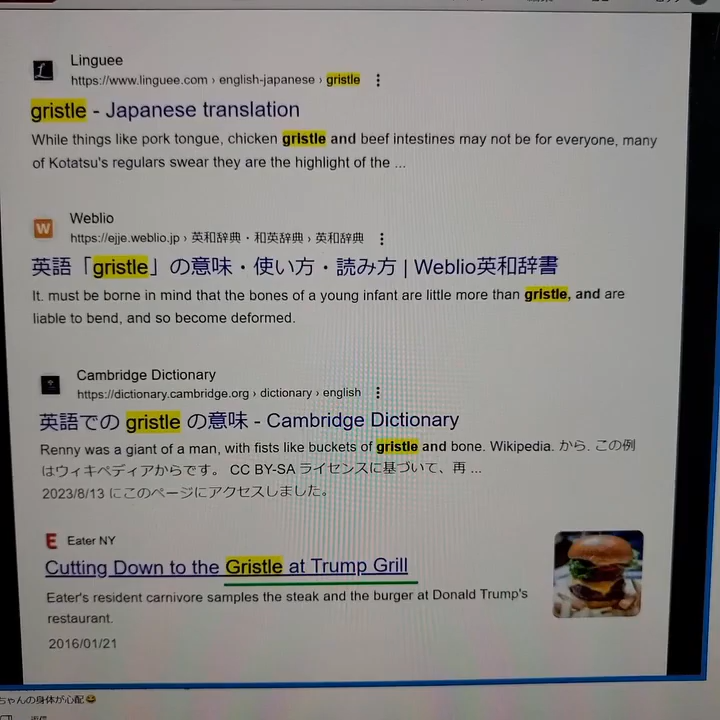 Linguee
https://www.linguee.com › english-japanese › gristle
gristle - Japanese translation
While things like pork tongue, chicken gristle and beef intestines may not be for everyone, many
of Kotatsu's regulars swear they are the highlight of the ...
Weblio
https://ejje.weblio.jp › 英和辞典・和英辞典 › 英和辞典
英語「gristle」の意味・使い方・読み方 | Weblio英和辞書
It. must be borne in mind that the bones of a young infant are little more than gristle, and are
liable to bend, and so become deformed.
Cambridge Dictionary
https://dictionary.cambridge.org › dictionary › english
英語での gristle の意味 - Cambridge Dictionary
Renny was a giant of a man, with fists like buckets of gristle and bone. Wikipedia. から. この例
はウィキペディアからです。 CC BY-SA ライセンスに基づいて、再 ...
2023/8/13 にこのページにアクセスしました。
E Eater NY
Cutting Down to the Gristle at Trump Grill
Eater's resident carnivore samples the steak and the burger at Donald Trump's
restaurant.
2016/01/21
ちゃんの身体が心配😂